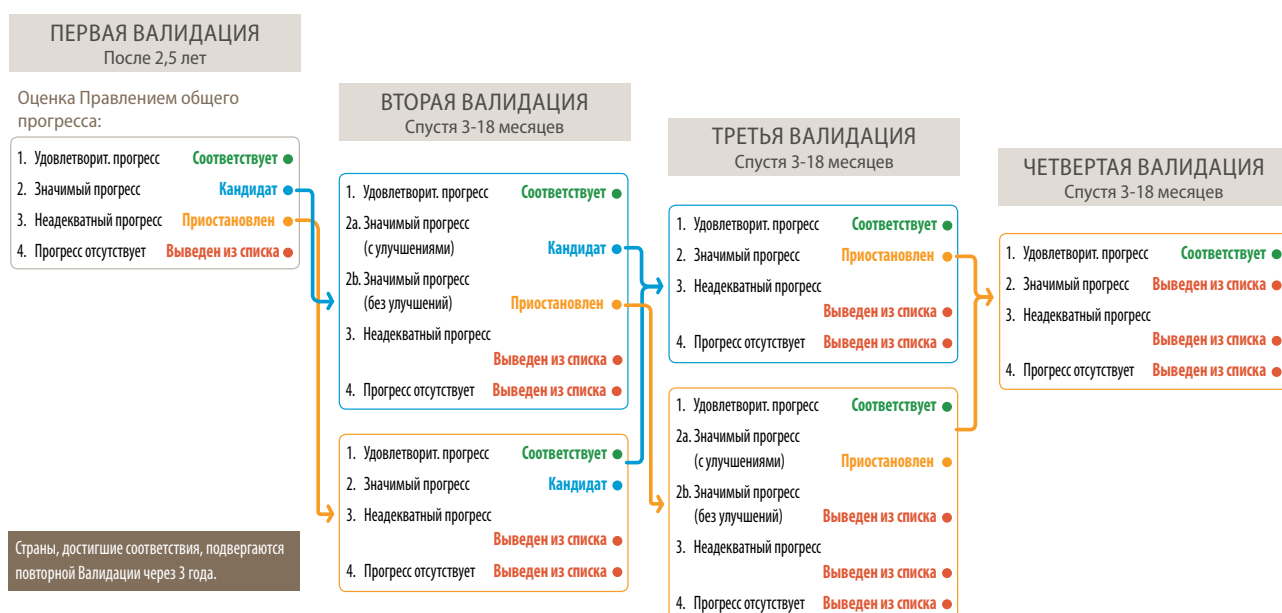 ПЕРВАЯ ВАЛИДАЦИЯ
После 2,5 лет
Оценка Правлением общего
прогресса:
1. Удовлетворит. прогресс Соответствует
2. Значимый прогресс Кандидат
3. Неадекватный прогресс Приостановлен
4. Прогресс отсутствует Выведен из списка
Страны, достигшие соответствия, подвергаются
повторной Валидации через 3 года.
ВТОРАЯ ВАЛИДАЦИЯ
Спустя 3-18 месяцев
1. Удовлетворит. прогресс Соответствует
2a. Значимый прогресс
(с улучшениями) Кандидат
2b. Значимый прогресс
(без улучшений) Приостановлен
3. Неадекватный прогресс
Выведен из списка
4. Прогресс отсутствует Выведен из списка
1. Удовлетворит. прогресс Соответствует
2. Значимый прогресс Кандидат
3. Неадекватный прогресс
Выведен из списка
4. Прогресс отсутствует Выведен из списка
ТРЕТЬЯ ВАЛИДАЦИЯ
Спустя 3-18 месяцев
1. Удовлетворит. прогресс Соответствует
2. Значимый прогресс Приостановлен
3. Неадекватный прогресс
Выведен из списка
4. Прогресс отсутствует Выведен из списка
1. Удовлетворит. прогресс Соответствует
2a. Значимый прогресс
(с улучшениями) Приостановлен
2b. Значимый прогресс
(без улучшений) Выведен из списка
3. Неадекватный прогресс
Выведен из списка
4. Прогресс отсутствует Выведен из списка
ЧЕТВЕРТАЯ ВАЛИДАЦИЯ
Спустя 3-18 месяцев
1. Удовлетворит. прогресс Соответствует
2. Значимый прогресс Выведен из списка
3. Неадекватный прогресс
Выведен из списка
4. Прогресс отсутствует Выведен из списка